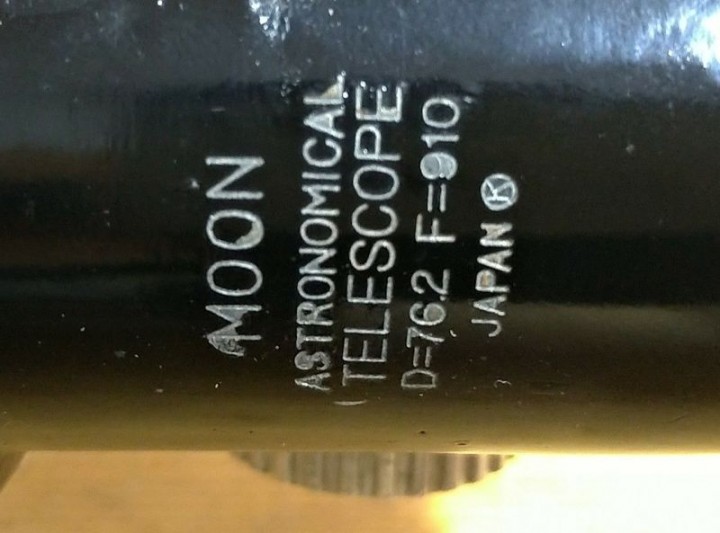 MOON
ASTRONOMICAL
TELESCOPE
D=76.2 F=910
JAPAN Ⓚ